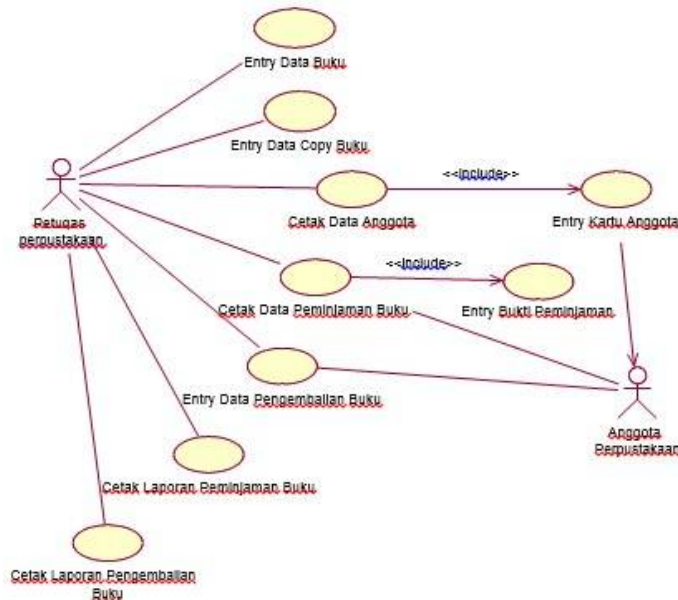 Entry Data Buku
Entry Data Copy Buku
<<include>>
Petugas
perpustakaan
Cetak Data Anggota
Entry Kartu Anggota
<<include>>
Cetak Data Peminjaman Buku
Entry Bukti Peminjaman
Entry Data Pengembalian Buku
Anggota
Perpustakaan
Cetak Laporan Peminjaman Buku
Cetak Laporan Pengembalian
Buku